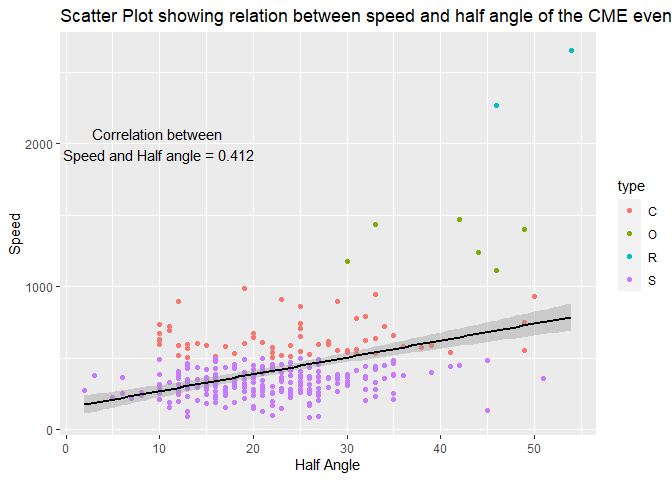 Scatter Plot showing relation between speed and half angle of the CME even
Correlation between
Speed and Half angle = 0.412
2000
1000
0
Speed
0 10 20 30 40 50
Half Angle
type
C
O
R
S